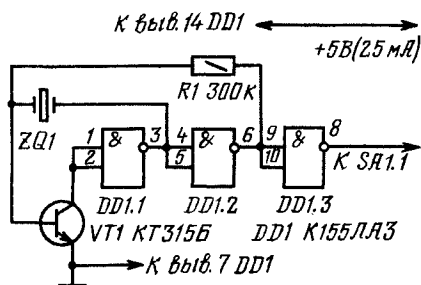 К выв. 14 DD1
+5В(25 мА)
R1 300к
ZQ1
1
2
&
3
4
5
&
6
9
10
&
8
К SA1.1
DD1.1
DD1.2
DD1.3
VT1 КТ315Б
DD1 К155ЛА3
К выв. 7 DD1